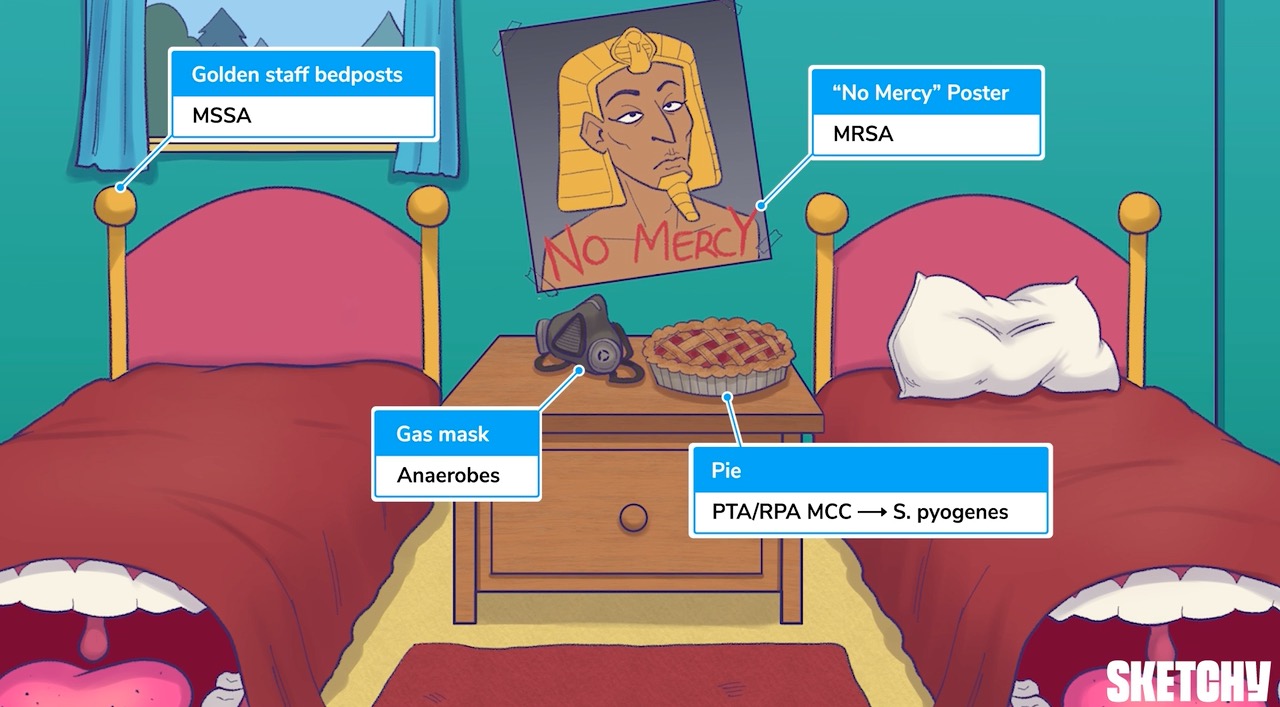 Golden staff bedposts
MSSA
“No Mercy” Poster
MRSA
NO MERCY
Gas mask
Anaerobes
Pie
PTA/RPA MCC ⟶ S. pyogenes
SKETCHY